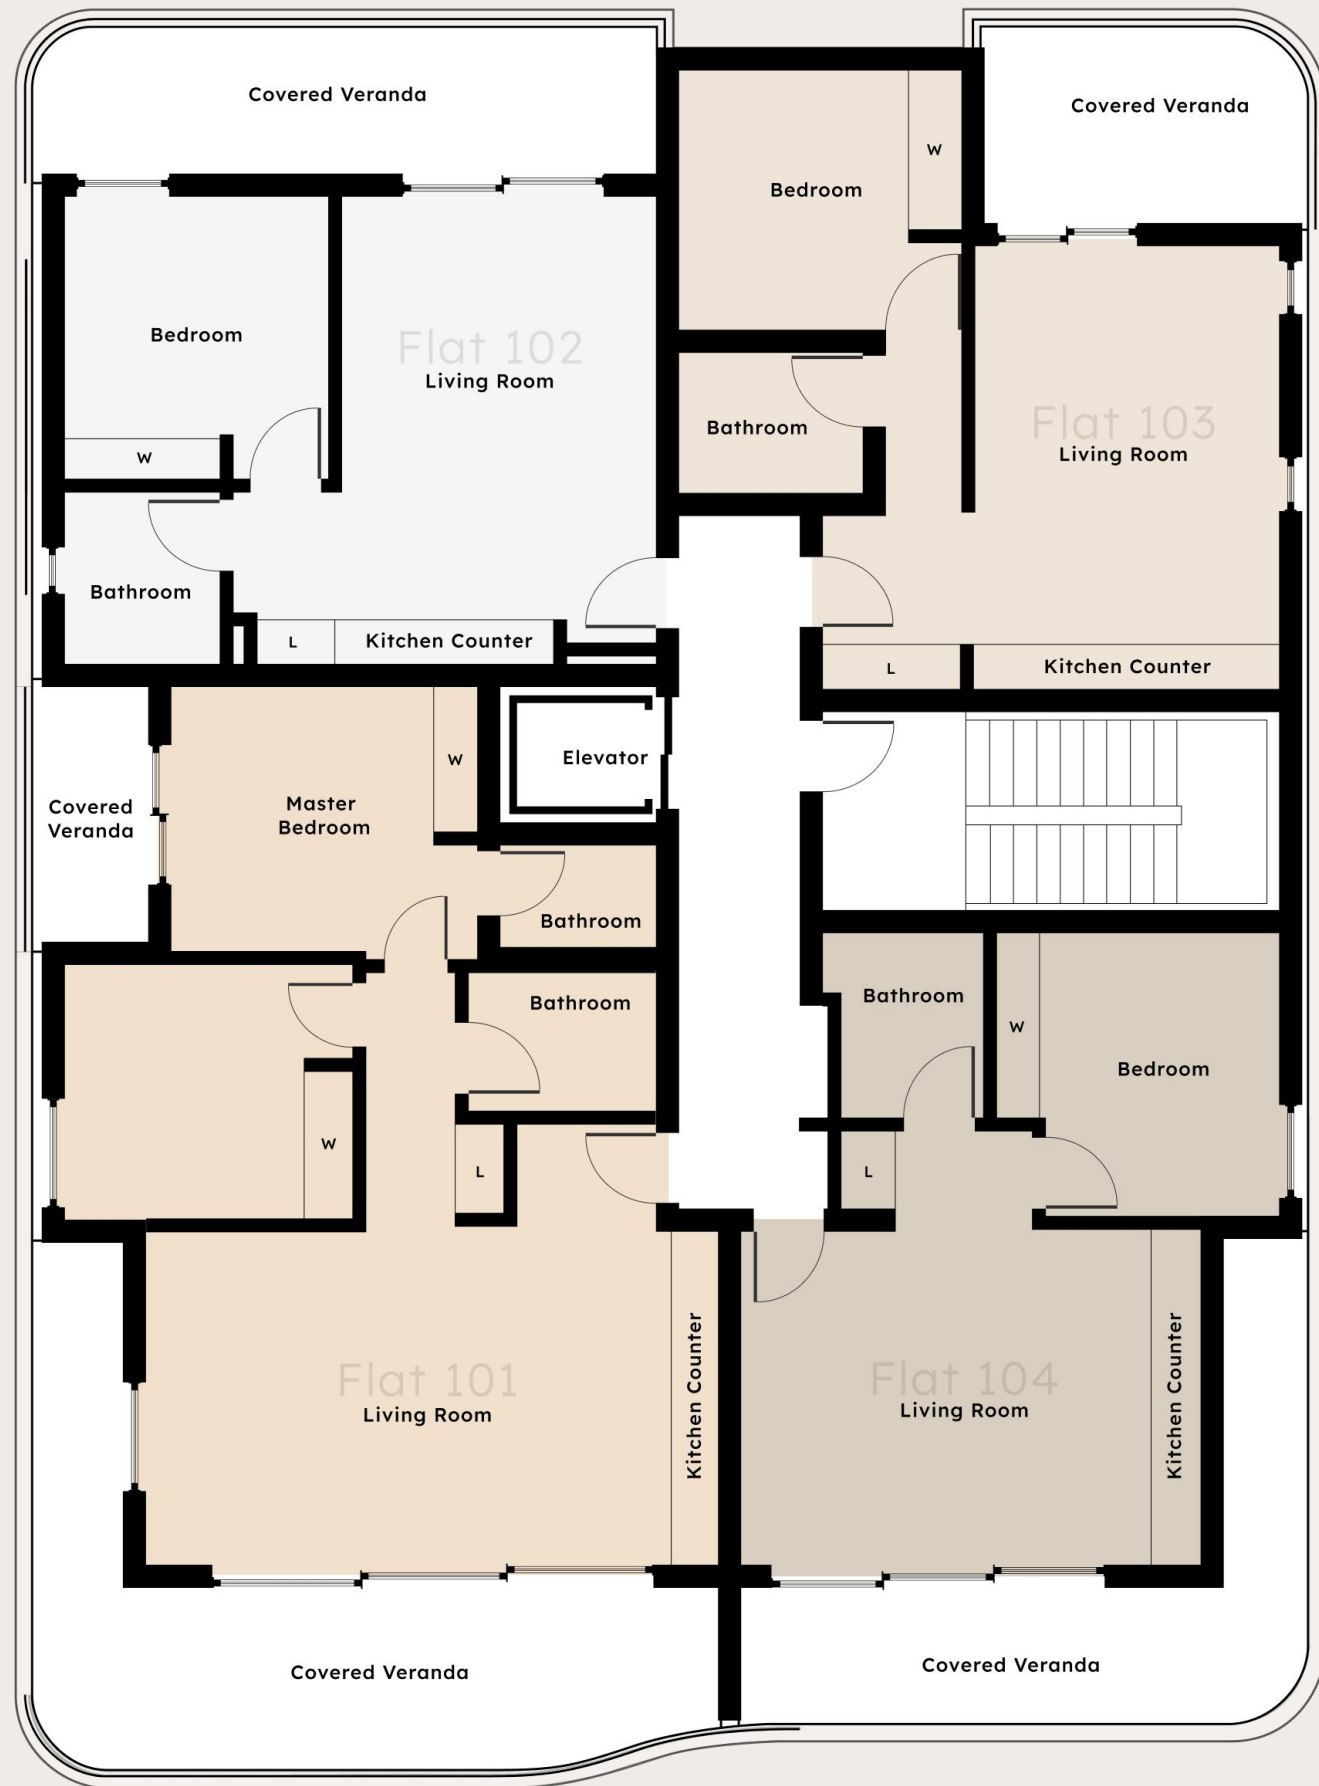 Covered Veranda
Covered Veranda
W
Bedroom
Bedroom
Flat 102
Living Room
Flat 103
Living Room
Bathroom
W
Bathroom
L
Kitchen Counter
L
Kitchen Counter
W
Elevator
Covered
Veranda
Master
Bedroom
Bathroom
Bathroom
Bathroom
W
Bedroom
W
L
L
Kitchen Counter
Kitchen Counter
Flat 101
Living Room
Flat 104
Living Room
Covered Veranda
Covered Veranda